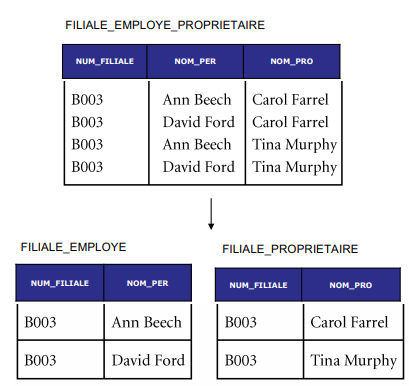 FILIALE_EMPLOYE_PROPRIETAIRE
NUM_FILIALE NOM_PER NOM_PRO
B003 Ann Beech Carol Farrel
B003 David Ford Carol Farrel
B003 Ann Beech Tina Murphy
B003 David Ford Tina Murphy
FILIALE_EMPLOYE
NUM_FILIALE NOM_PER
B003 Ann Beech
B003 David Ford
FILIALE_PROPRIETAIRE
NUM_FILIALE NOM_PRO
B003 Carol Farrel
B003 Tina Murphy